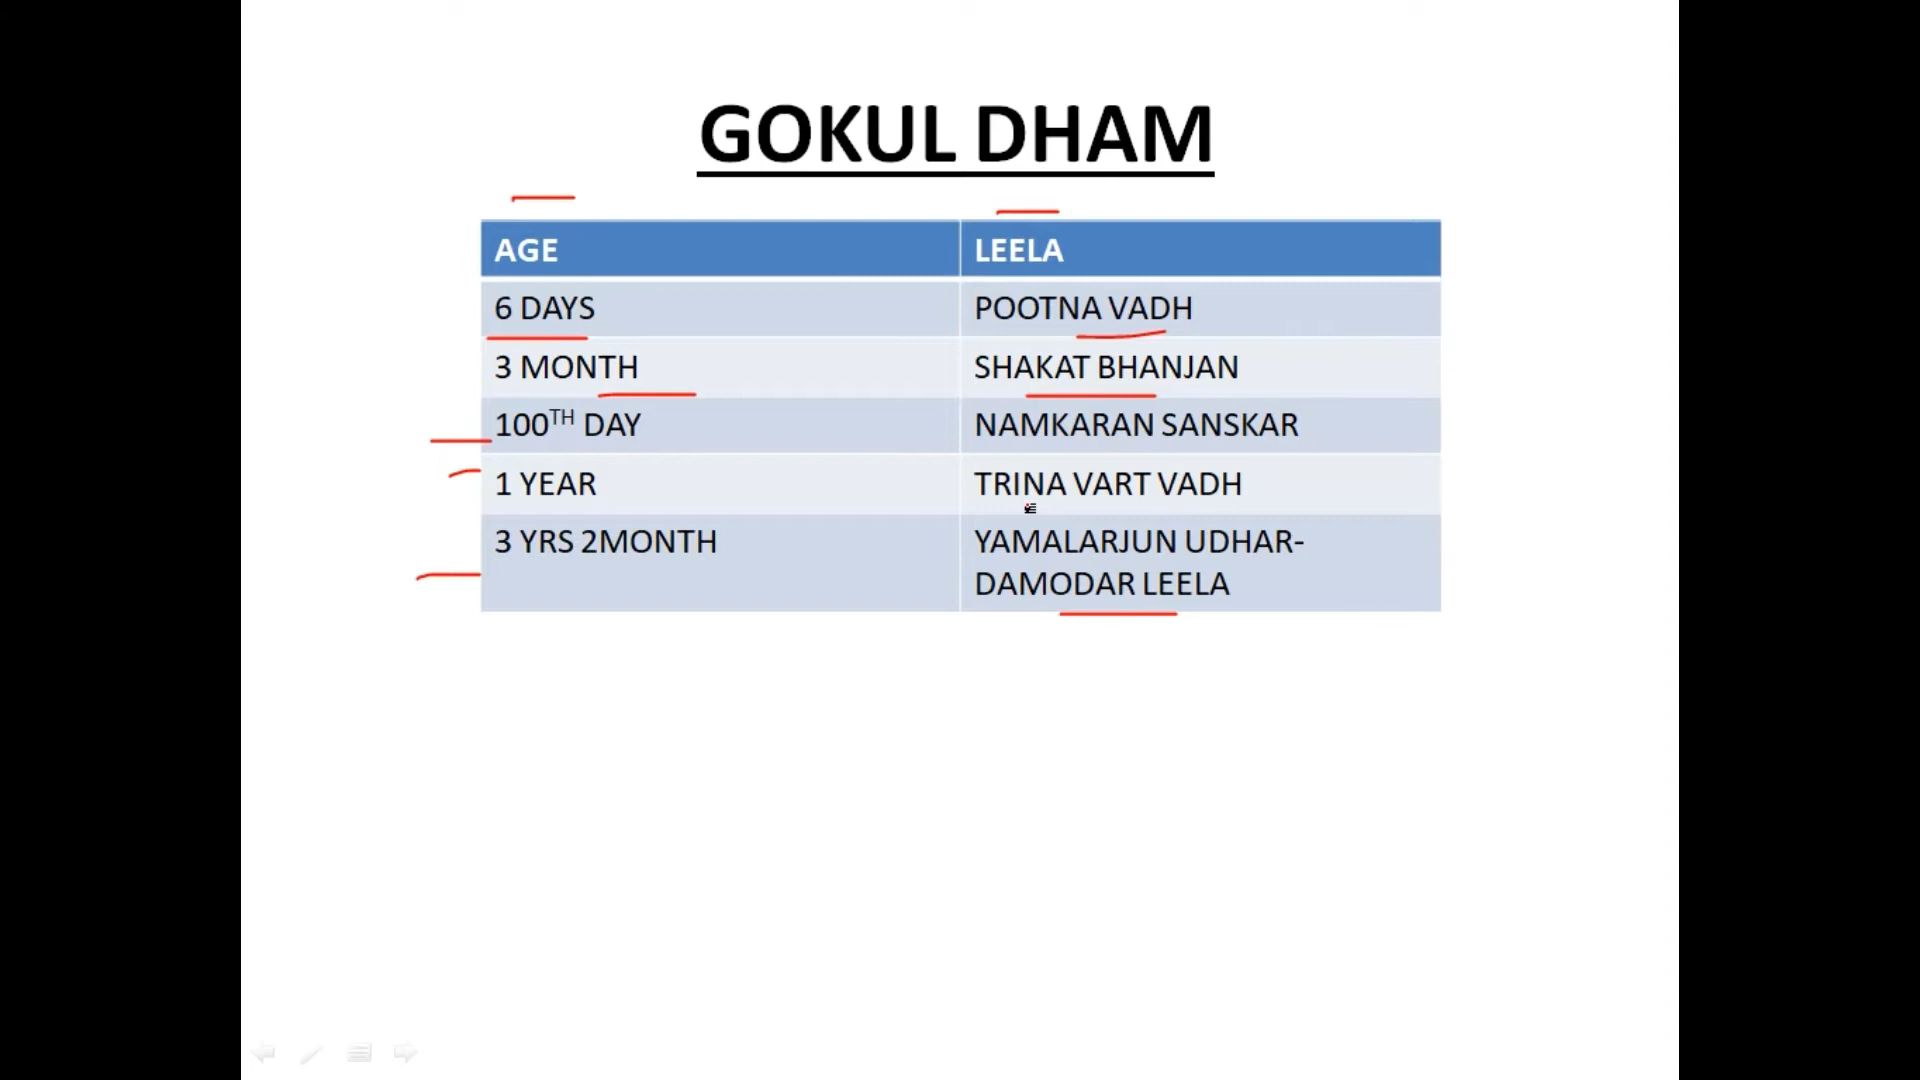 GOKUL DHAM
AGE LEELA
6 DAYS POOTNA VADH
3 MONTH SHAKAT BHANJAN
100TH DAY NAMKARAN SANSKAR
1 YEAR TRINA VART VADH
3 YRS 2MONTH YAMALARJUN UDHAR-
DAMODAR LEELA